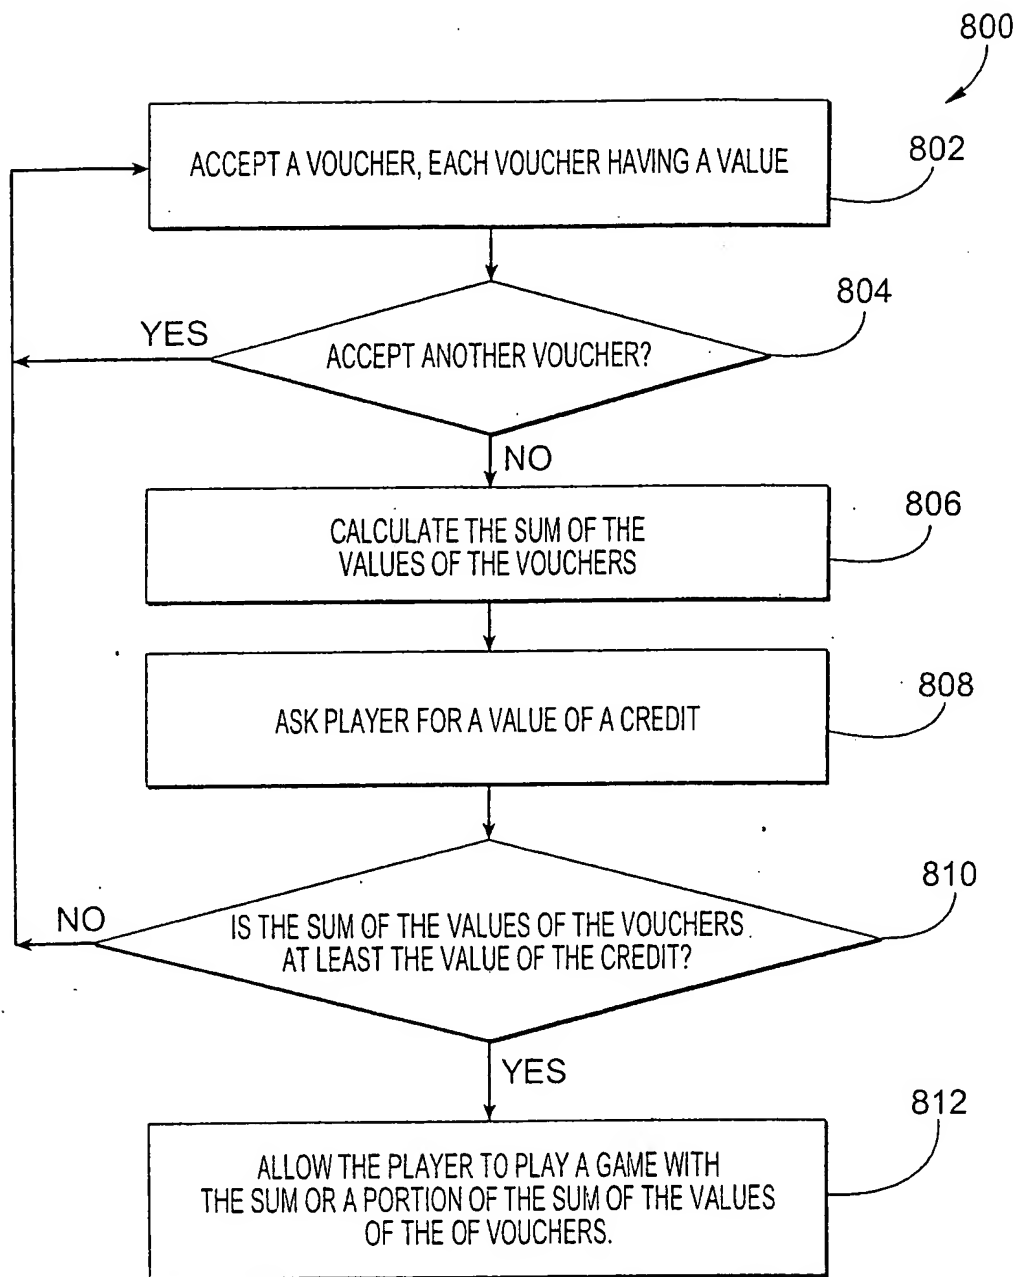 800
ACCEPT A VOUCHER, EACH VOUCHER HAVING A VALUE
802
804
YES
ACCEPT ANOTHER VOUCHER?
NO
806
CALCULATE THE SUM OF THE
VALUES OF THE VOUCHERS
808
ASK PLAYER FOR A VALUE OF A CREDIT
810
NO
IS THE SUM OF THE VALUES OF THE VOUCHERS
AT LEAST THE VALUE OF THE CREDIT?
YES
812
ALLOW THE PLAYER TO PLAY A GAME WITH
THE SUM OR A PORTION OF THE SUM OF THE VALUES
OF THE OF VOUCHERS.